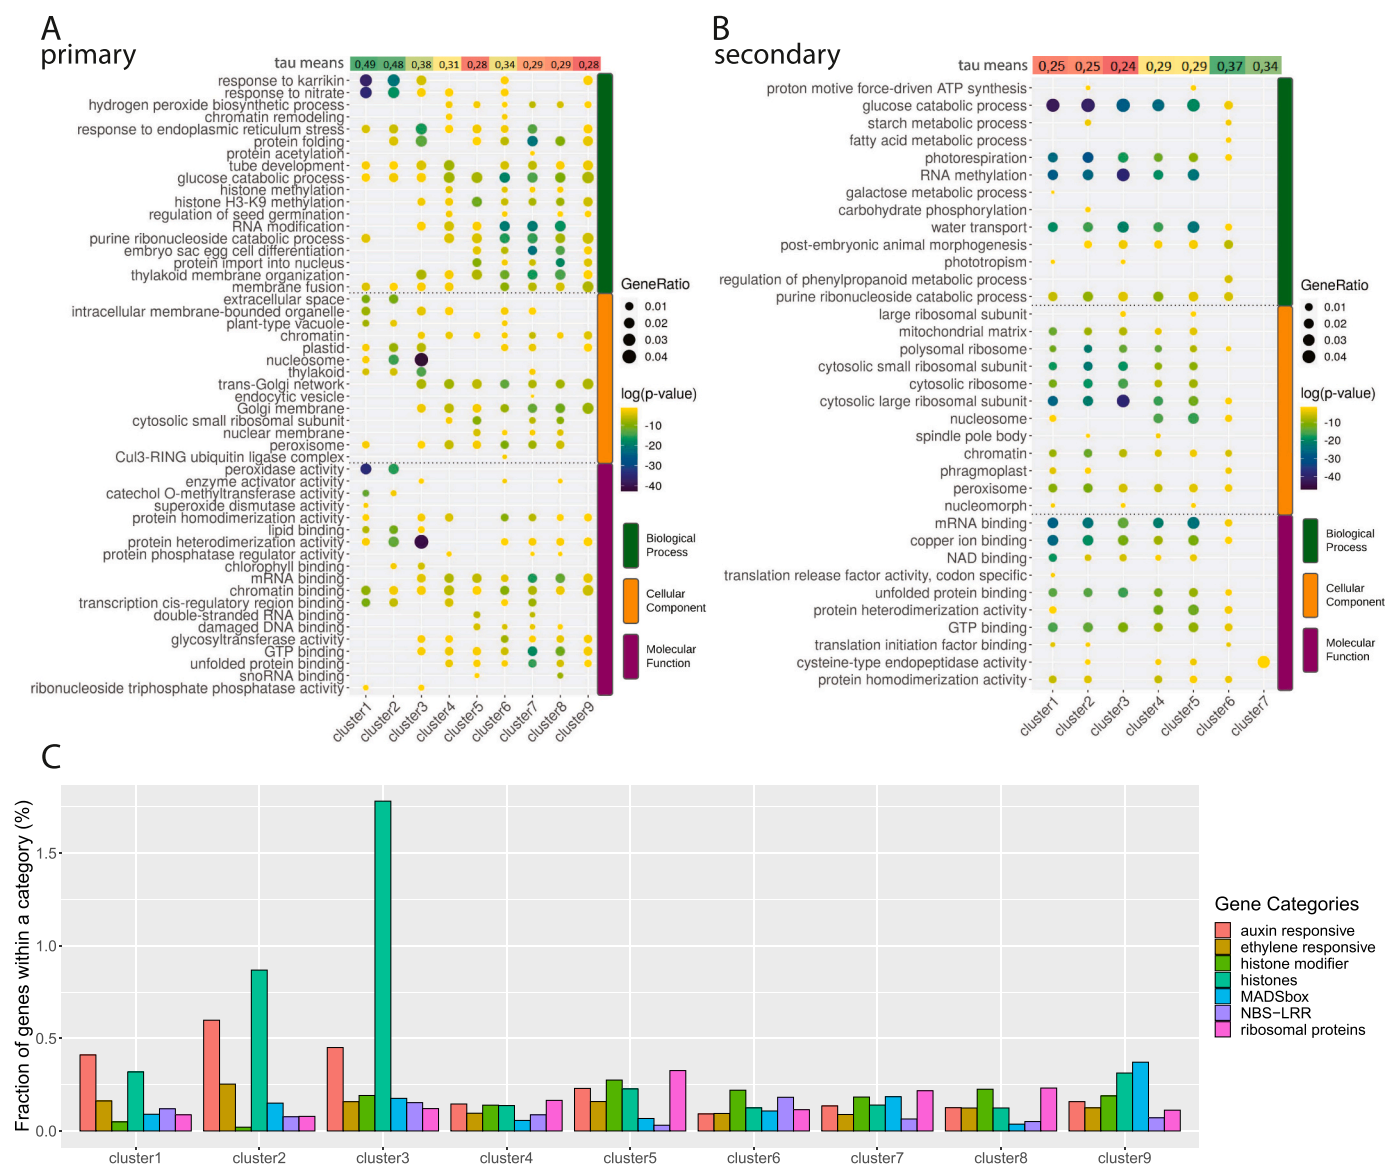 A
primary
tau means
0,49 0,48 0,38 0,31 0,28 0,34 0,29 0,29 0,28
response to karrikin
response to nitrate
hydrogen peroxide biosynthetic process
chromatin remodeling
response to endoplasmic reticulum stress
protein folding
protein acetylation
tube development
glucose catabolic process
histone methylation
histone H3-K9 methylation
regulation of seed germination
RNA modification
purine ribonucleoside catabolic process
embryo sac egg cell differentiation
protein import into nucleus
thylakoid membrane organization
membrane fusion
extracellular space
intracellular membrane-bounded organelle
plant-type vacuole
chromatin
plastid
nucleosome
thylakoid
trans-Golgi network
endocytic vesicle
Golgi membrane
cytosolic small ribosomal subunit
nuclear membrane
peroxisome
Cul3-RING ubiquitin ligase complex
peroxidase activity
enzyme activator activity
catechol O-methyltransferase activity
superoxide dismutase activity
protein homodimerization activity
lipid binding
protein heterodimerization activity
protein phosphatase regulator activity
chlorophyll binding
mRNA binding
chromatin binding
transcription cis-regulatory region binding
double-stranded RNA binding
damaged DNA binding
glycosyltransferase activity
GTP binding
unfolded protein binding
snoRNA binding
ribonucleoside triphosphate phosphatase activity
cluster1 cluster2 cluster3 cluster4 cluster5 cluster6 cluster7 cluster8 cluster9
GeneRatio
0.01
0.02
0.03
0.04
log(p-value)
-10
-20
-30
-40
Biological
Process
Cellular
Component
Molecular
Function
B
secondary
tau means
0,25 0,25 0,24 0,29 0,29 0,37 0,34
proton motive force-driven ATP synthesis
glucose catabolic process
starch metabolic process
fatty acid metabolic process
photorespiration
RNA methylation
galactose metabolic process
carbohydrate phosphorylation
water transport
post-embryonic animal morphogenesis
phototropism
regulation of phenylpropanoid metabolic process
purine ribonucleoside catabolic process
large ribosomal subunit
mitochondrial matrix
polysomal ribosome
cytosolic small ribosomal subunit
cytosolic ribosome
cytosolic large ribosomal subunit
nucleosome
spindle pole body
chromatin
phragmoplast
peroxisome
nucleomorph
mRNA binding
copper ion binding
NAD binding
translation release factor activity, codon specific
unfolded protein binding
protein heterodimerization activity
GTP binding
translation initiation factor binding
cysteine-type endopeptidase activity
protein homodimerization activity
cluster1 cluster2 cluster3 cluster4 cluster5 cluster6 cluster7
GeneRatio
0.01
0.02
0.03
0.04
log(p-value)
-10
-20
-30
-40
Biological
Process
Cellular
Component
Molecular
Function
C
Fraction of genes within a category (%)
1.5
1.0
0.5
0.0
cluster1 cluster2 cluster3 cluster4 cluster5 cluster6 cluster7 cluster8 cluster9
Gene Categories
auxin responsive
ethylene responsive
histone modifier
histones
MADSbox
NBS−LRR
ribosomal proteins